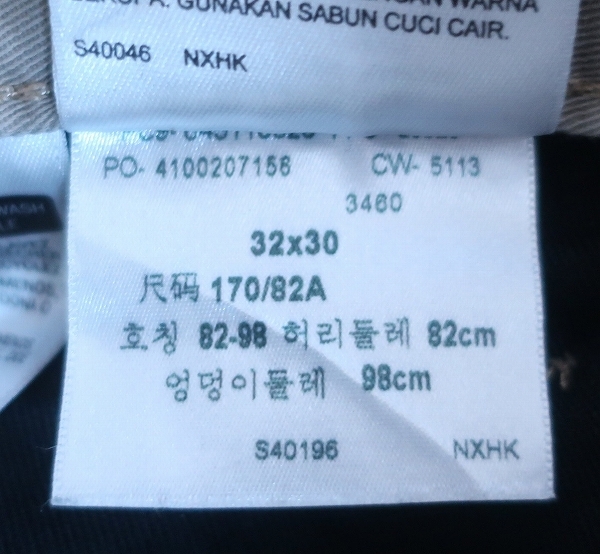 GUNAKAN SABUN CUCI CAIR.
S40046 NXHK
PO- 4100207156 CW- 5113
3460
32x30
尺码 170/82A
호칭 82-98 허리둘레 82cm
엉덩이둘레 98cm
S40196 NXHK
WASH